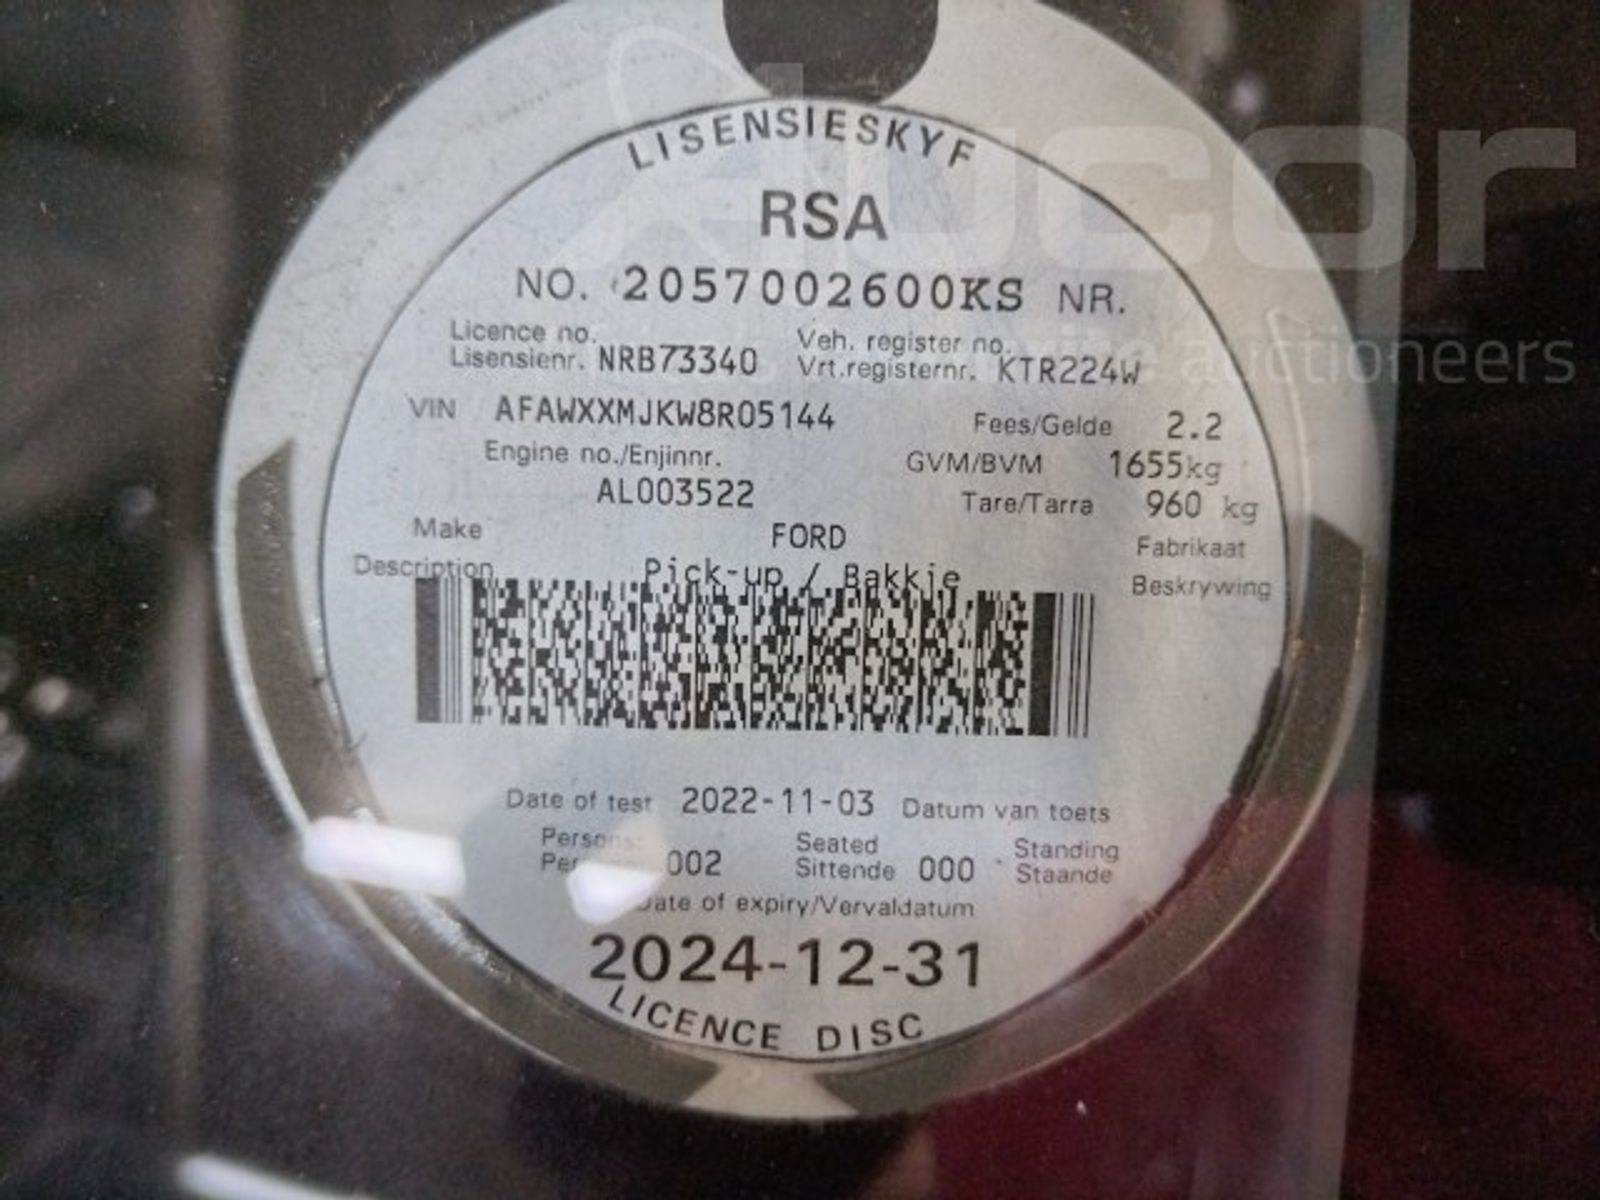 LISENSIESKYF
RSA
NO. 2057002600KS NR.
Licence no. Veh. register no.
Lisensienr. NRB73340 Vrt.registernr. KTR224W
VIN AFAWXXMJKW8R05144 Fees/Gelde 2.2
Engine no./Enjinnr. GVM/BVM 1655kg
AL003522 Tare/Tarra 960 kg
Make FORD Fabrikaat
Description Pick-up / Bakkie Beskrywing
Date of test 2022-11-03 Datum van toets
Seated Standing
002 Sittende 000 Staande
Date of expiry/Vervaldatum
2024-12-31
LICENCE DISC
auctioneers